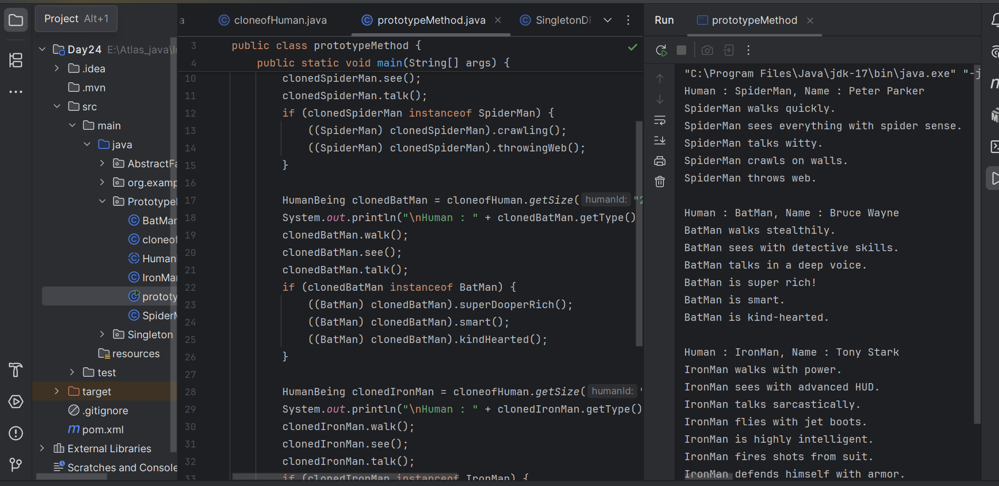 Project Alt+1
Day24 E:\Atlas_java\
.idea
.mvn
src
main
java
resources
Singleton
test
target
.gitignore
pom.xml
External Libraries
Scratches and Console
cloneofHuman.java
prototypeMethod.java
3 public class prototypeMethod {
4 public static void main(String[] args) {
10 clonedSpiderMan.see();
11 clonedSpiderMan.talk();
12 if (clonedSpiderMan instanceof SpiderMan) {
13 ((SpiderMan) clonedSpiderMan).crawling();
14 ((SpiderMan) clonedSpiderMan).throwingWeb();
15 }
16
17 HumanBeing clonedBatMan = cloneofHuman.getSize( humanId: "2
18 System.out.println("\nHuman : " + clonedBatMan.getType()
19 clonedBatMan.walk();
20 clonedBatMan.see();
21 clonedBatMan.talk();
22 if (clonedBatMan instanceof BatMan) {
23 ((BatMan) clonedBatMan).superDooperRich();
24 ((BatMan) clonedBatMan).smart();
25 ((BatMan) clonedBatMan).kindHearted();
26 }
27
28 HumanBeing clonedIronMan = cloneofHuman.getSize( humanId: "
29 System.out.println("\nHuman : " + clonedIronMan.getType()
30 clonedIronMan.walk();
31 clonedIronMan.see();
32 clonedIronMan.talk();
33 if (clonedIronMan instanceof IronMan) {
Run prototypeMethod
"C:\Program Files\Java\jdk-17\bin\java.exe" "-j
Human : SpiderMan, Name : Peter Parker
SpiderMan walks quickly.
SpiderMan sees everything with spider sense.
SpiderMan talks witty.
SpiderMan crawls on walls.
SpiderMan throws web.
Human : BatMan, Name : Bruce Wayne
BatMan walks stealthily.
BatMan sees with detective skills.
BatMan talks in a deep voice.
BatMan is super rich!
BatMan is smart.
BatMan is kind-hearted.
Human : IronMan, Name : Tony Stark
IronMan walks with power.
IronMan sees with advanced HUD.
IronMan talks sarcastically.
IronMan flies with jet boots.
IronMan is highly intelligent.
IronMan fires shots from suit.
IronMan defends himself with armor.